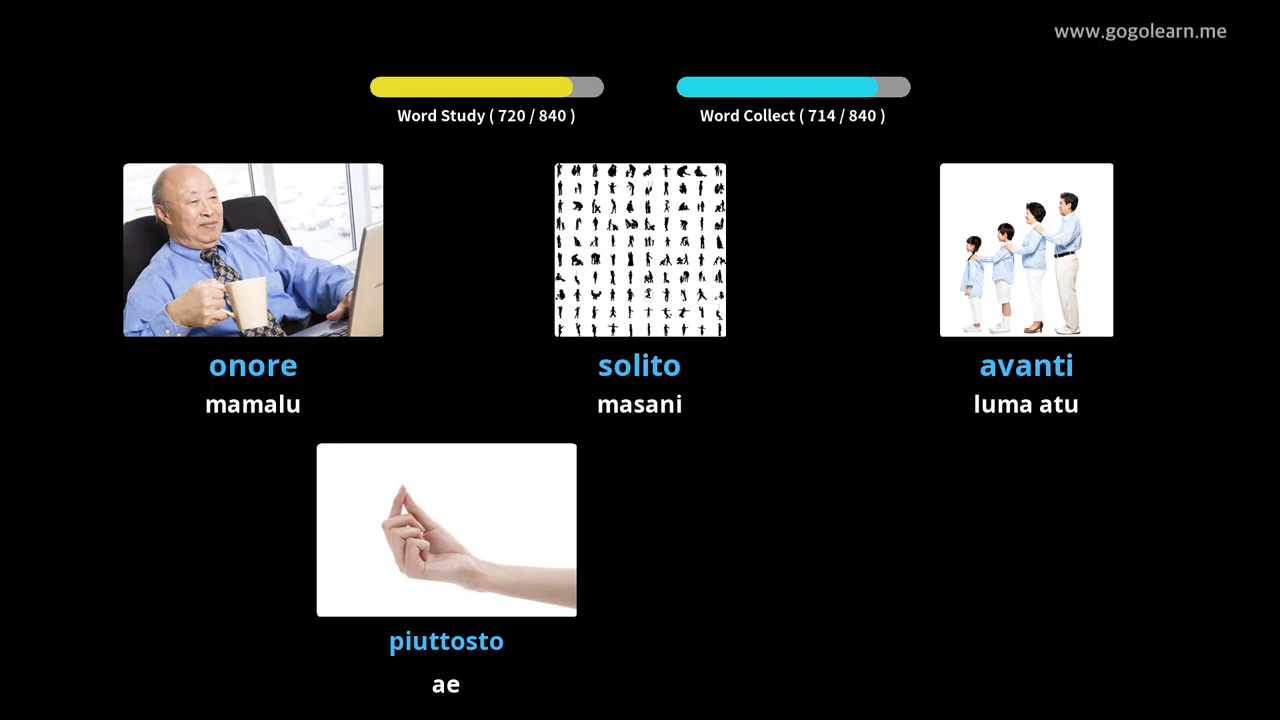 www.gogolearn.me
Word Study ( 720 / 840 )
Word Collect ( 714 / 840 )
onore
mamalu
solito
masani
avanti
luma atu
piuttosto
ae